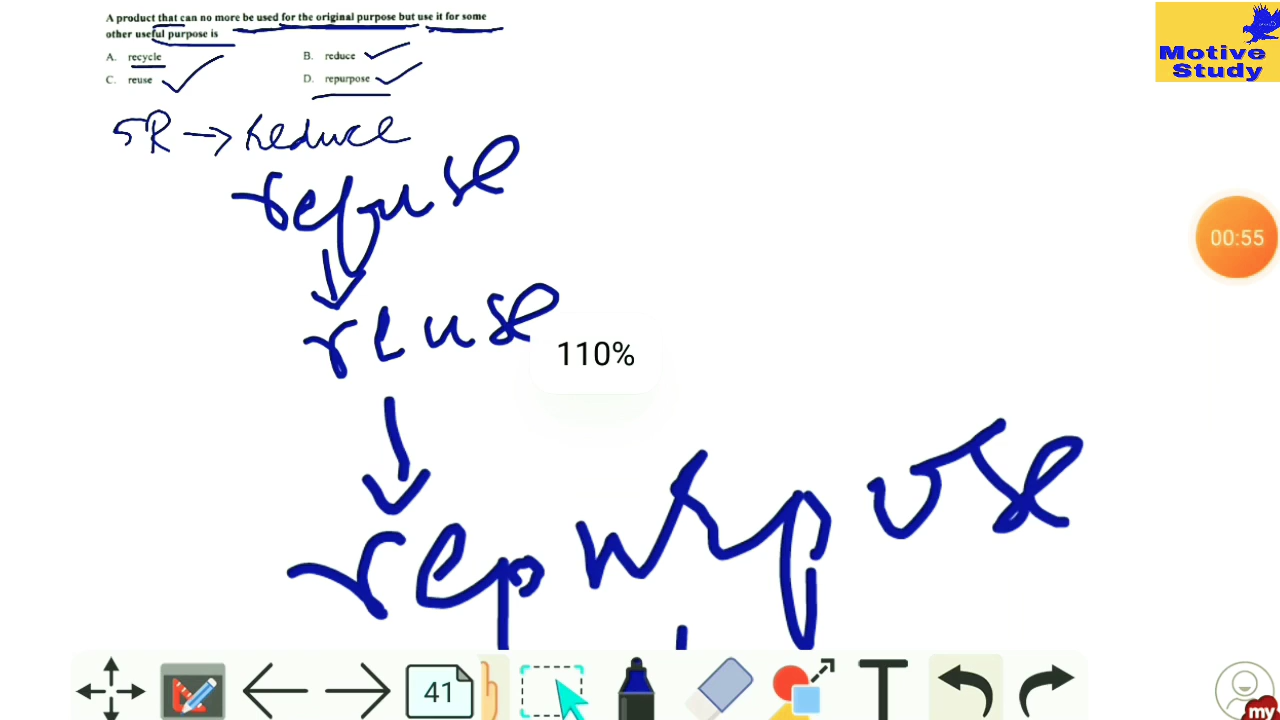 A product that can no more be used for the original purpose but use it for some
other useful purpose is
A. recycle B. reduce
C. reuse D. repurpose
5R → reduce
refuse
reuse
repurpose
Motive
Study
00:55
110%
41
T
my